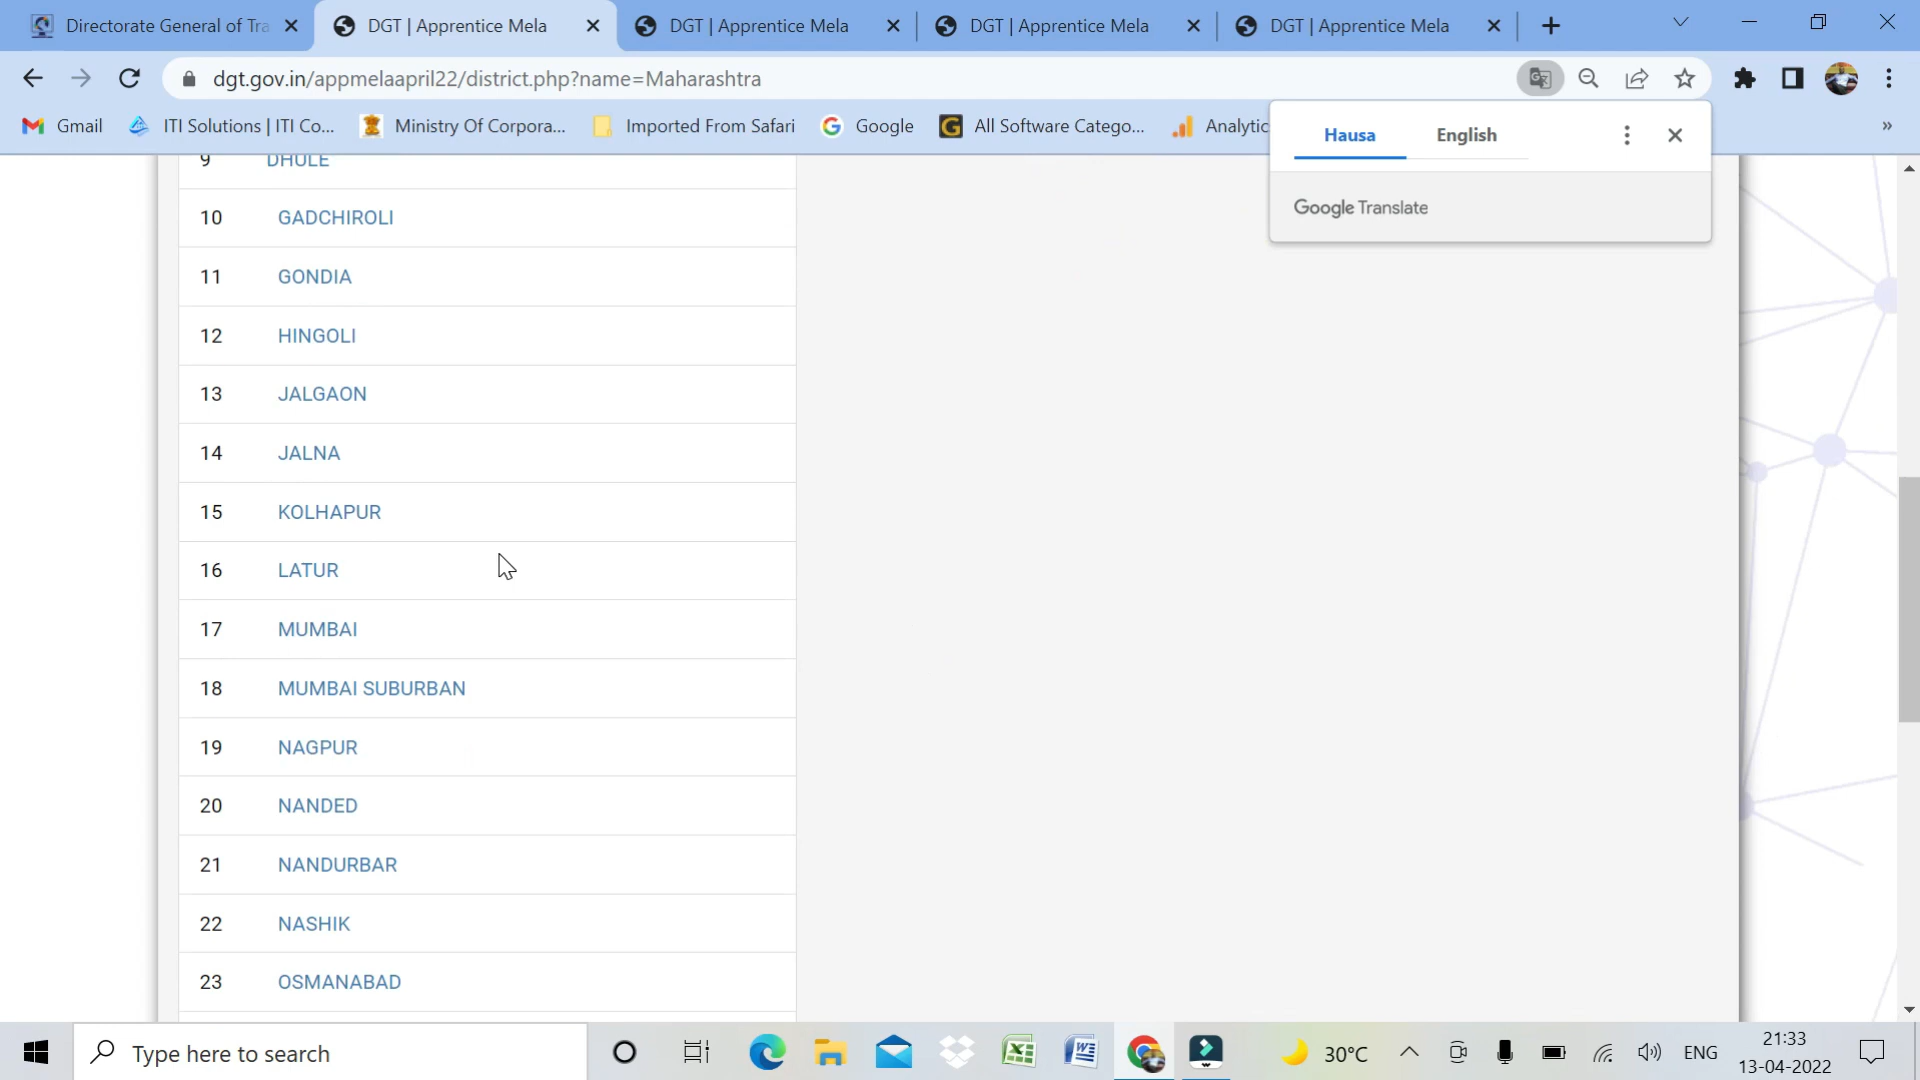 Directorate General of Tra
DGT | Apprentice Mela
DGT | Apprentice Mela
DGT | Apprentice Mela
DGT | Apprentice Mela
dgt.gov.in/appmelaapril22/district.php?name=Maharashtra
Gmail
ITI Solutions | ITI Co...
Ministry Of Corpora...
Imported From Safari
Google
All Software Catego...
Analytic
»
Hausa
English
Google Translate
9 DHULE
10 GADCHIROLI
11 GONDIA
12 HINGOLI
13 JALGAON
14 JALNA
15 KOLHAPUR
16 LATUR
17 MUMBAI
18 MUMBAI SUBURBAN
19 NAGPUR
20 NANDED
21 NANDURBAR
22 NASHIK
23 OSMANABAD
Type here to search
30°C
ENG
21:33
13-04-2022